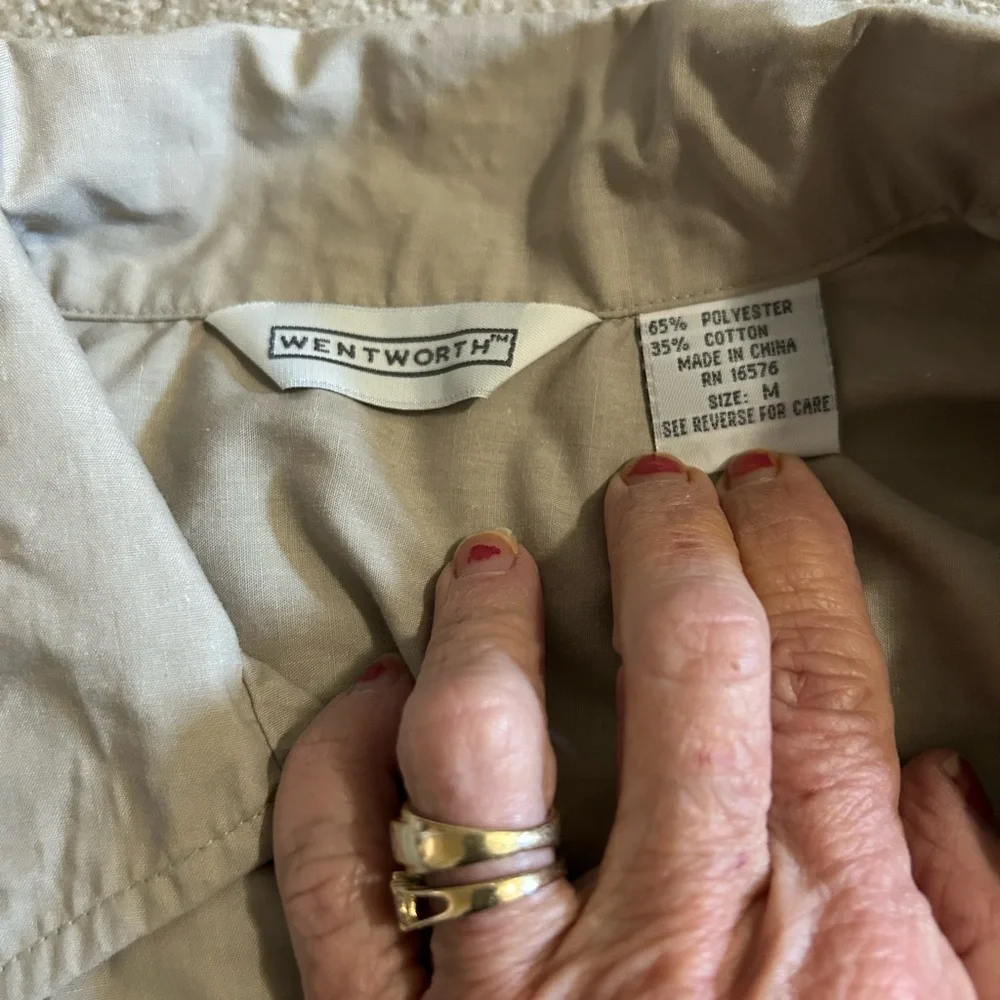 WENTWORTH™
65% POLYESTER
35% COTTON
MADE IN CHINA
RN 16576
SIZE: M
SEE REVERSE FOR CARE